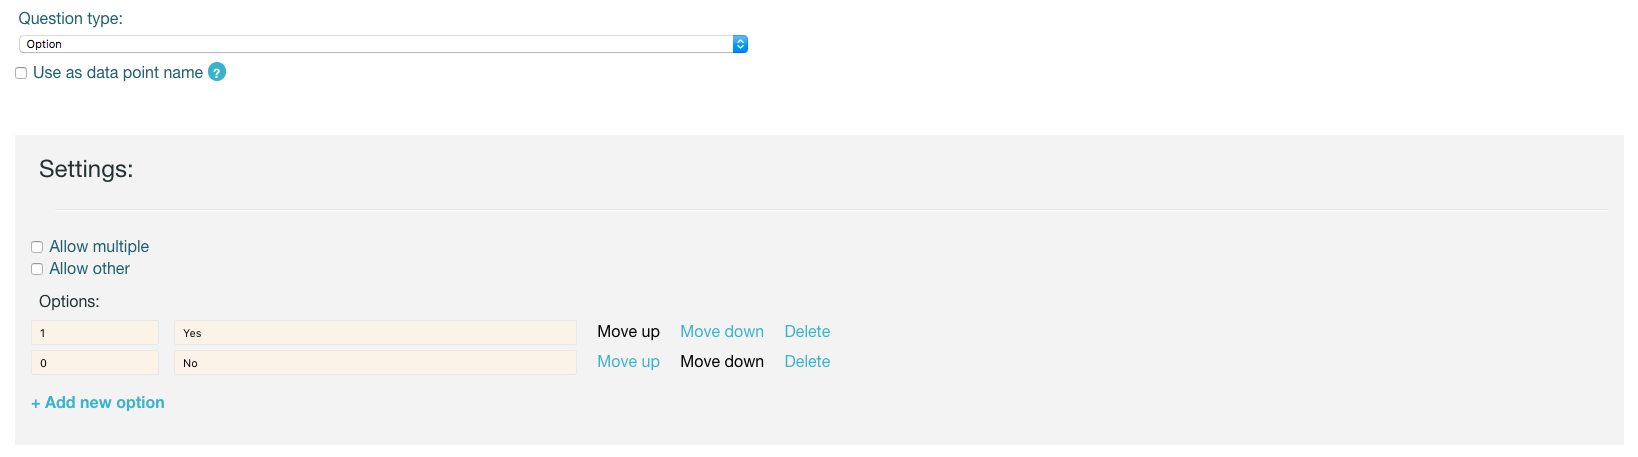 Question type:
Option
Use as data point name ?
Settings:
Allow multiple
Allow other
Options:
1 Yes Move up Move down Delete
0 No Move up Move down Delete
+ Add new option